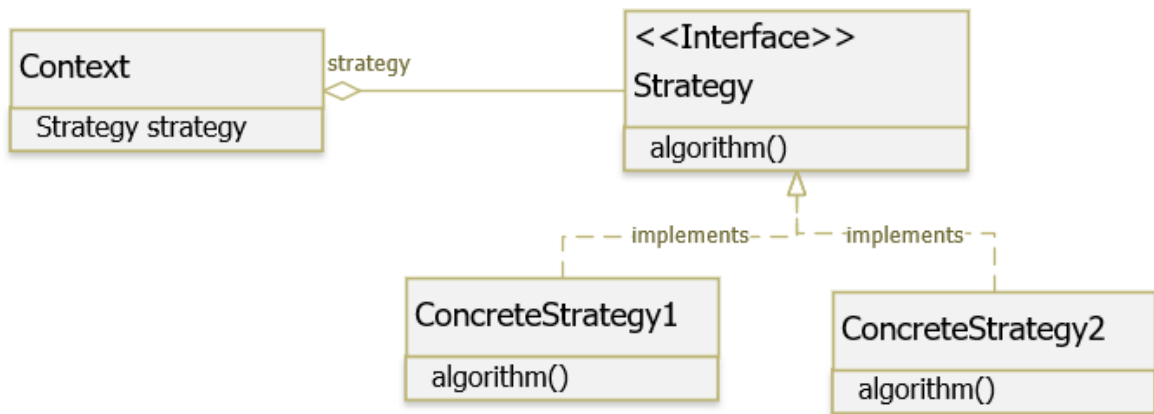 Context
Strategy strategy
strategy
<<Interface>>
Strategy
algorithm()
implements
implements
ConcreteStrategy1
algorithm()
ConcreteStrategy2
algorithm()